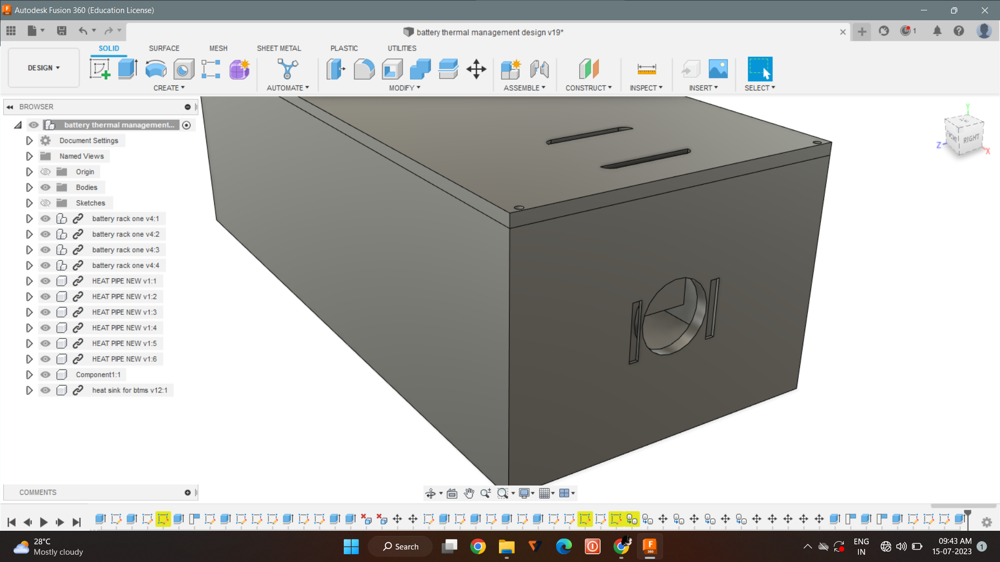 Autodesk Fusion 360 (Education License)
battery thermal management design v19*
1
DESIGN
SOLID
SURFACE
MESH
SHEET METAL
PLASTIC
UTILITIES
CREATE
AUTOMATE
MODIFY
ASSEMBLE
CONSTRUCT
INSPECT
INSERT
SELECT
BROWSER
battery thermal management...
Document Settings
Named Views
Origin
Bodies
Sketches
battery rack one v4:1
battery rack one v4:2
battery rack one v4:3
battery rack one v4:4
HEAT PIPE NEW v1:1
HEAT PIPE NEW v1:2
HEAT PIPE NEW v1:3
HEAT PIPE NEW v1:4
HEAT PIPE NEW v1:5
HEAT PIPE NEW v1:6
Component1:1
heat sink for btms v12:1
Y
Z
X
RIGHT
COMMENTS
28°C
Mostly cloudy
Search
F
360
ENG
IN
09:43 AM
15-07-2023
1